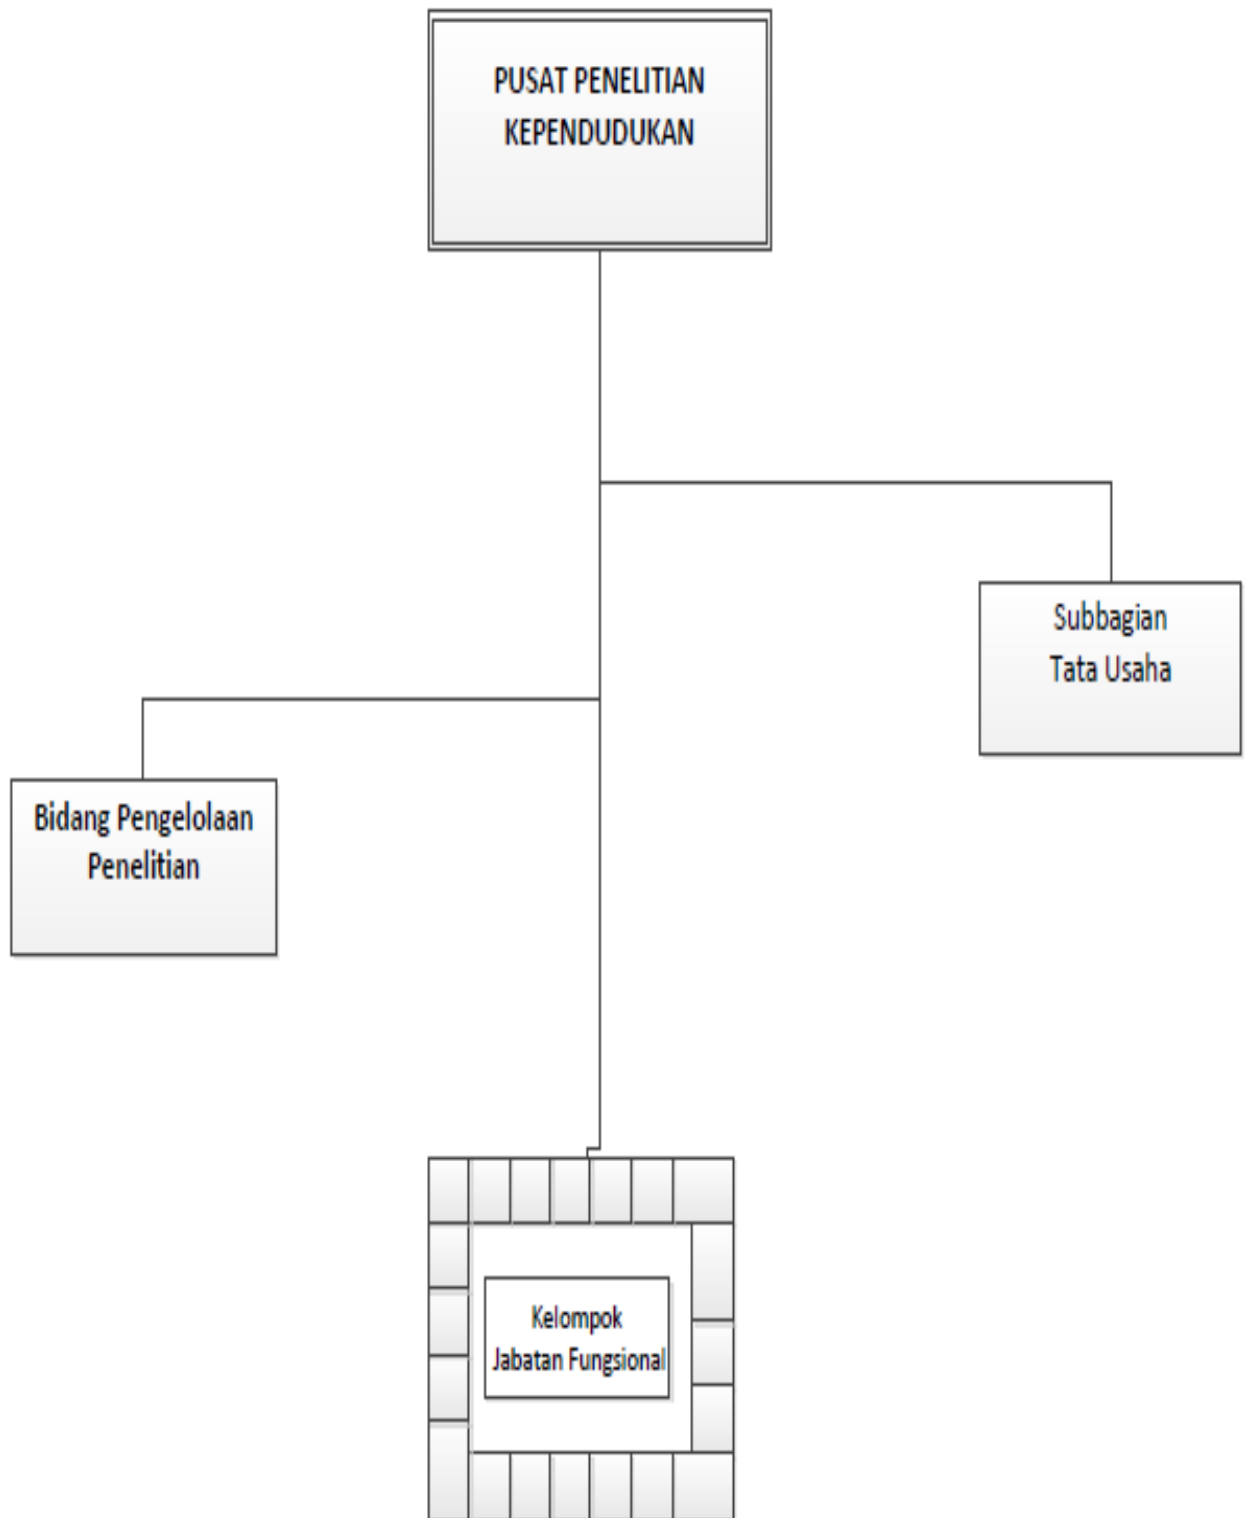 PUSAT PENELITIAN
KEPENDUDUKAN
Subbagian
Tata Usaha
Bidang Pengelolaan
Penelitian
Kelompok
Jabatan Fungsional